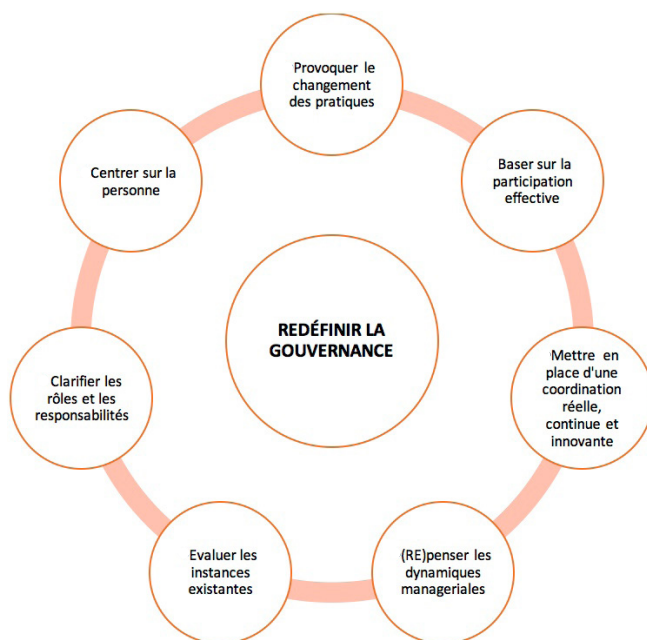 Provoquer le
changement
des pratiques
Baser sur la
participation
effective
Mettre en
place d'une
coordination
réelle,
continue et
innovante
(RE)penser les
dynamiques
manageriales
Evaluer les
instances
existantes
Clarifier les
rôles et les
responsabilités
Centrer sur la
personne
REDÉFINIR LA
GOUVERNANCE